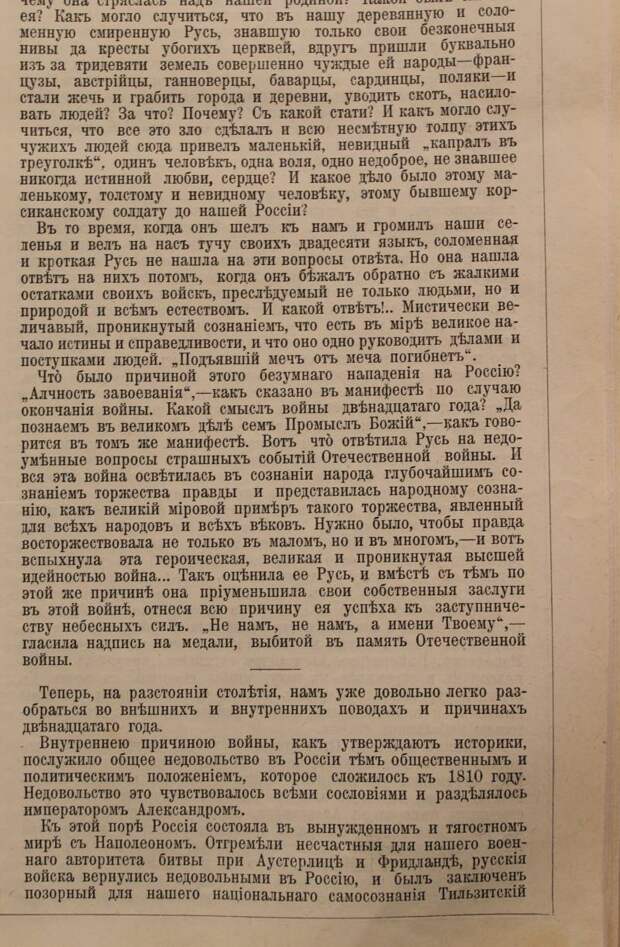 чему она стряслась надъ нашей родиной?
ея? Какъ могло случиться, что въ нашу деревянную и соло-
менную смиренную Русь, знавшую только свои безконечныя
нивы да кресты убогихъ церквей, вдругъ пришли буквально
изъ за тридевяти земель совершенно чуждые ей народы—фран-
цузы, австрійцы, ганноверцы, баварцы, сардинцы, поляки—и
стали жечь и грабить города и деревни, уводить скотъ, насило-
вать людей? За что? Почему? Съ какой стати? И какъ могло слу-
читься, что все это зло сдѣлалъ и всю несмѣтную толпу этихъ
чужихъ людей сюда привелъ маленькій, невидный „капралъ въ
треуголкѣ“. одинъ человѣкъ, одна воля, одно недоброе, не знавшее
никогда истинной любви, сердце? И какое дѣло было этому ма-
ленькому, толстому и невидному человѣку, этому бывшему кор-
сиканскому солдату до нашей Россіи?
Въ то время, когда онъ шелъ къ намъ и громилъ наши се-
ленья и велъ на насъ тучу своихъ двадесяти языкъ, соломенная
и кроткая Русь не нашла на эти вопросы отвѣта. Но она нашла
отвѣтъ на нихъ потомъ, когда онъ бѣжалъ обратно съ жалкими
остатками своихъ войскъ, преслѣдуемый не только людьми, но и
природой и всѣмъ естествомъ. И какой отвѣтъ!.. Мистически ве-
личавый, проникнутый сознаніемъ, что есть въ мірѣ великое на-
чало истины и справедливости, и что оно одно руководитъ дѣлами и
поступками людей. „Подъявшій мечъ отъ меча погибнетъ“.
Что̀ было причиной этого безумнаго нападенія на Россію?
„Алчность завоеванія“,—какъ сказано въ манифестѣ по случаю
окончанія войны. Какой смыслъ войны двѣнадцатаго года? „Да
познаемъ въ великомъ дѣлѣ семъ Промыслъ Божій“,—какъ гово-
рится въ томъ же манифестѣ. Вотъ что̀ отвѣтила Русь на недо-
умѣнные вопросы страшныхъ событій Отечественной войны. И
вся эта война освѣтилась въ сознаніи народа глубочайшимъ со-
знаніемъ торжества правды и представилась народному созна-
нію, какъ великій міровой примѣръ такого торжества, явленный
для всѣхъ народовъ и всѣхъ вѣковъ. Нужно было, чтобы правда
восторжествовала не только въ маломъ, но и въ многомъ,—и вотъ
вспыхнула эта героическая, великая и проникнутая высшей
идейностью война... Такъ оцѣнила ее Русь, и вмѣстѣ съ тѣмъ по
этой же причинѣ она пріуменьшила свои собственныя заслуги
въ этой войнѣ, отнеся всю причину ея успѣха къ заступниче-
ству небесныхъ силъ. „Не намъ, не намъ, а имени Твоему“,—
гласила надпись на медали, выбитой въ память Отечественной
войны.
Теперь, на разстояніи столѣтія, намъ уже довольно легко раз-
обраться во внѣшнихъ и внутреннихъ поводахъ и причинахъ
двѣнадцатаго года.
Внутреннею причиною войны, какъ утверждаютъ историки,
послужило общее недовольство въ Россіи тѣмъ общественнымъ и
политическимъ положеніемъ, которое сложилось къ 1810 году.
Недовольство это чувствовалось всѣми сословіями и раздѣлялось
императоромъ Александромъ.
Къ этой порѣ Россія состояла въ вынужденномъ и тягостномъ
мирѣ съ Наполеономъ. Отгремѣли несчастныя для нашего воен-
наго авторитета битвы при Аустерлицѣ и Фридландѣ, русскія
войска вернулись недовольными въ Россію, и былъ заключенъ
позорный для нашего національнаго самосознанія Тильзитскій